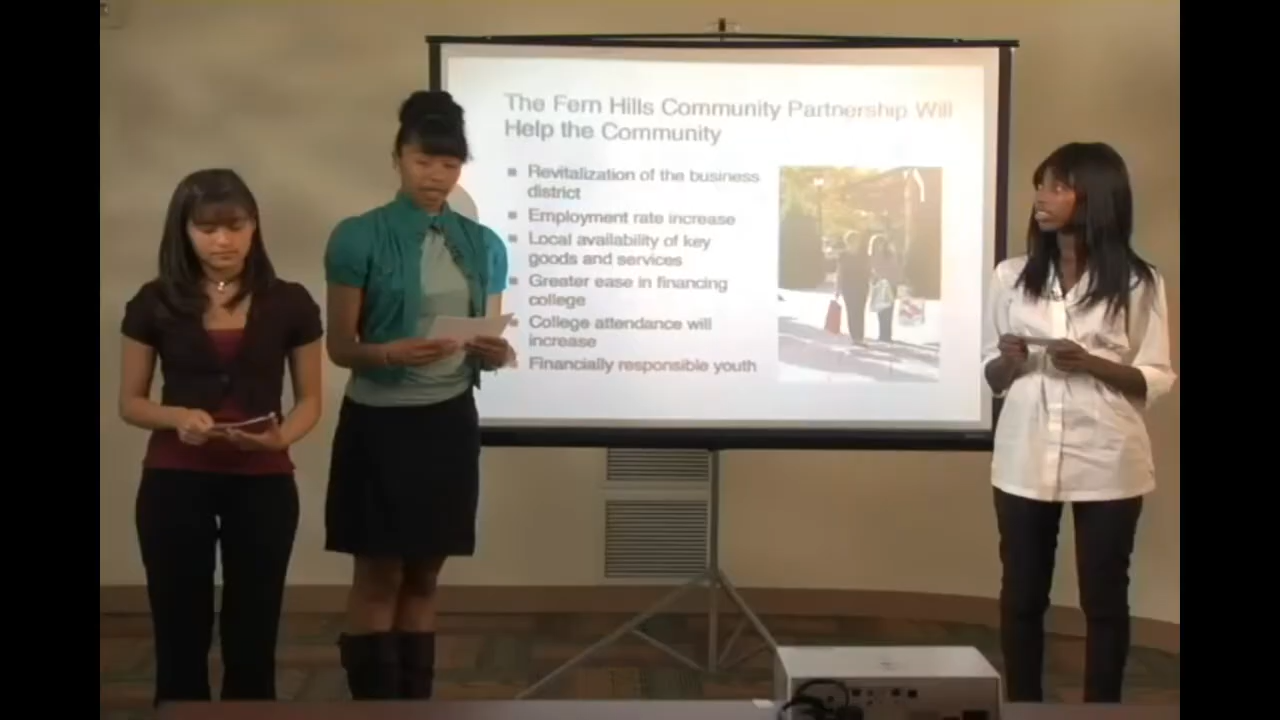 The Fern Hills Community Partnership Will
Help the Community
Revitalization of the business
district
Employment rate increase
Local availability of key
goods and services
Greater ease in financing
college
College attendance will
increase
Financially responsible youth